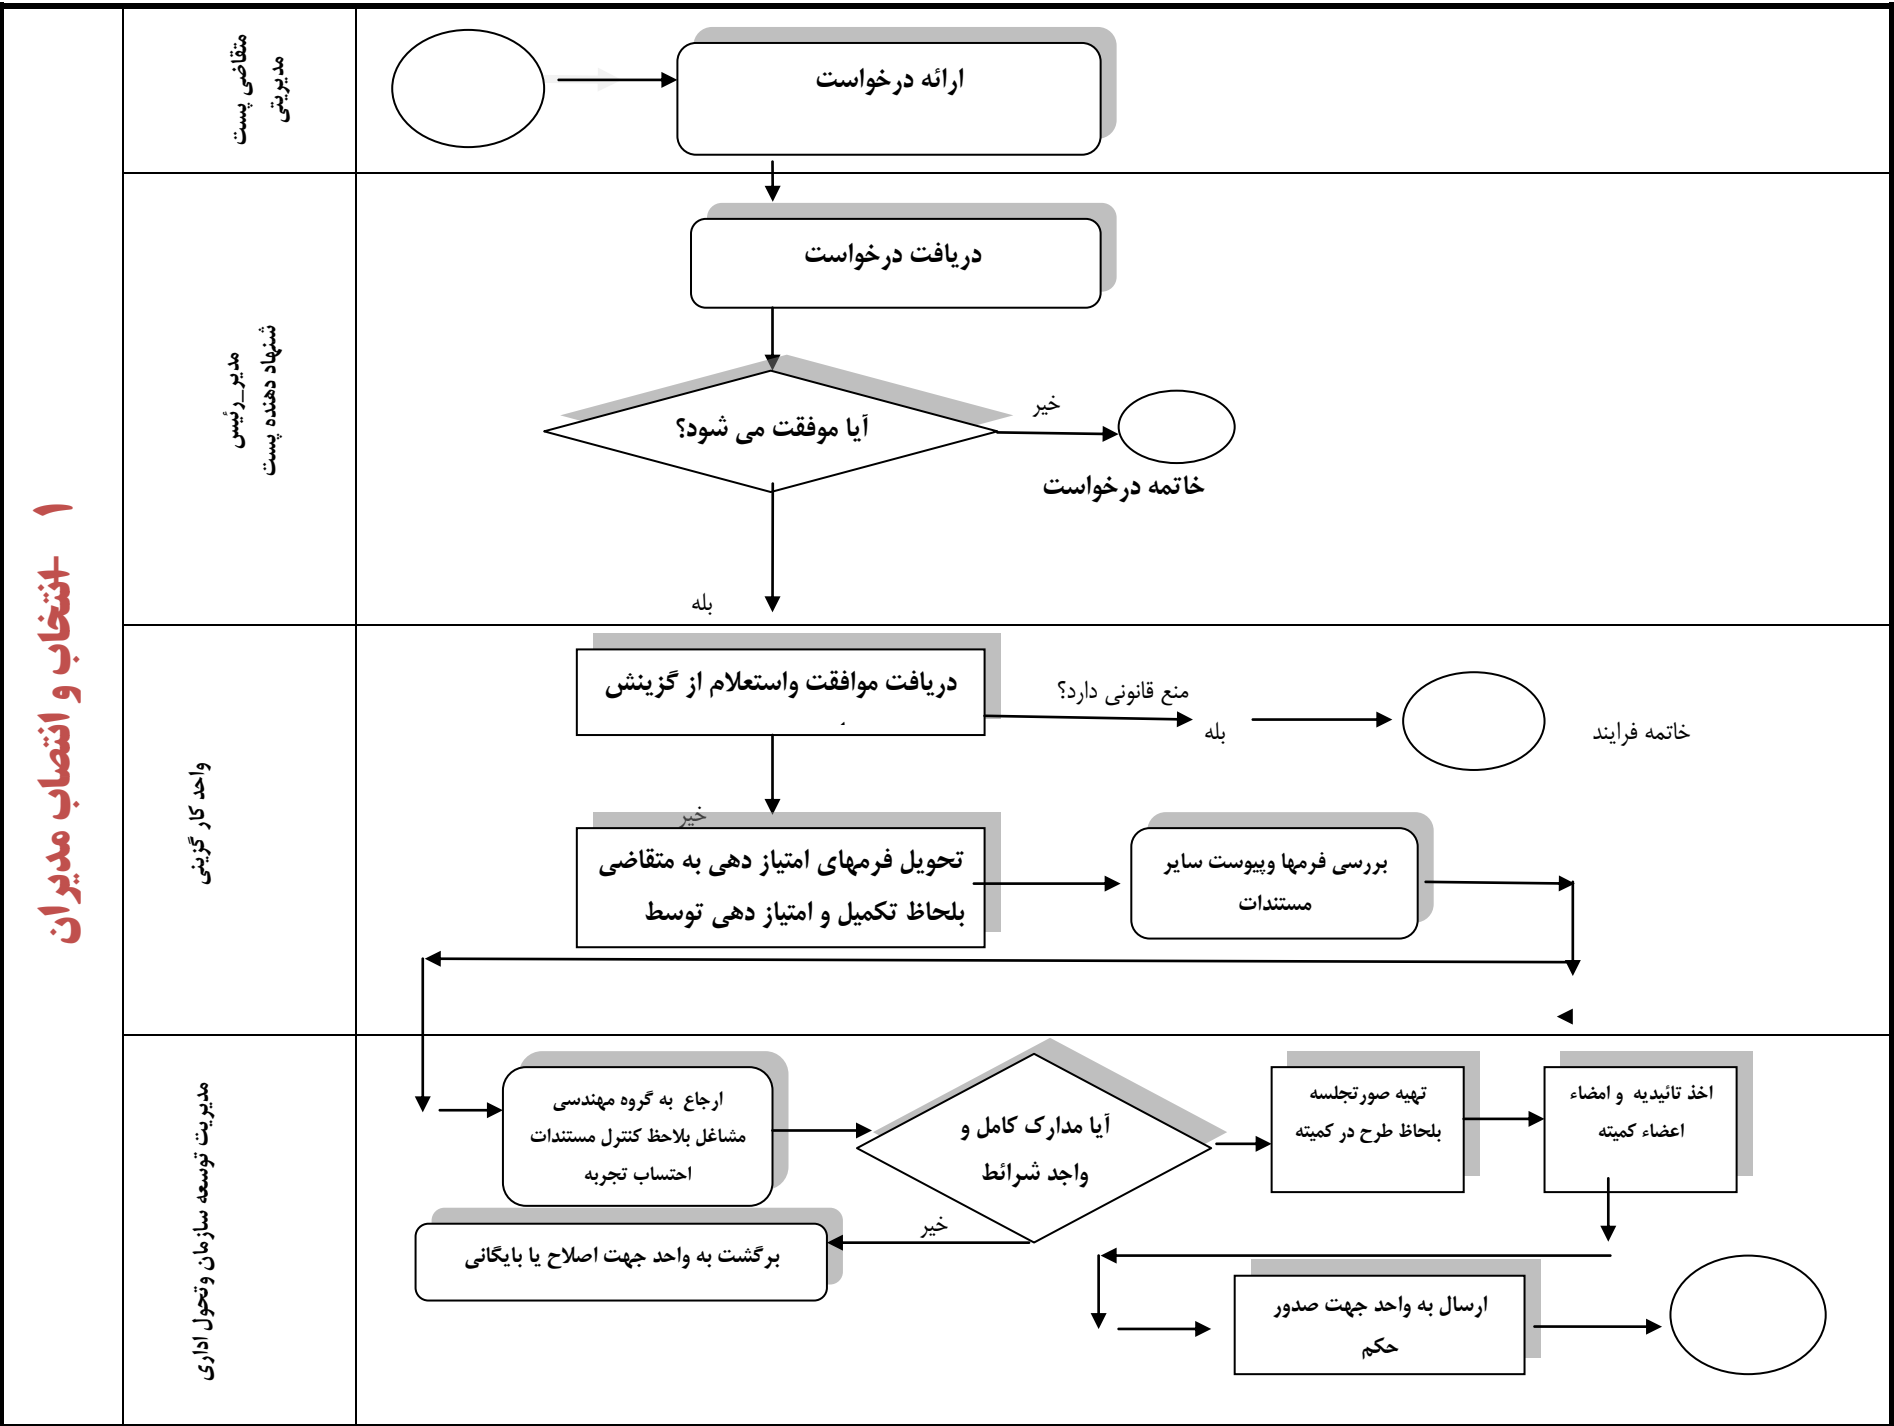 ۱ -انتخاب و انتصاب مدیران
متقاضی پست
مدیریتی
ارائه درخواست
مدیر_رئیس
شنهاد دهنده پست
دریافت درخواست
آیا موفقت می شود؟
خیر
خاتمه درخواست
بله
واحد کار گزینی
دریافت موافقت واستعلام از گزینش
منع قانونی دارد؟
بله
خاتمه فرایند
خیر
تحویل فرمهای امتیاز دهی به متقاضی
بلحاظ تکمیل و امتیاز دهی توسط
بررسی فرمها وپیوست سایر
مستندات
مدیریت توسعه سازمان وتحول اداری
ارجاع به گروه مهندسی
مشاغل بلاحظ کنترل مستندات
احتساب تجربه
آیا مدارک کامل و
واجد شرائط
تهیه صورتجلسه
بلحاظ طرح در کمیته
اخذ تائیدیه و امضاء
اعضاء کمیته
خیر
برگشت به واحد جهت اصلاح یا بایگانی
ارسال به واحد جهت صدور
حکم